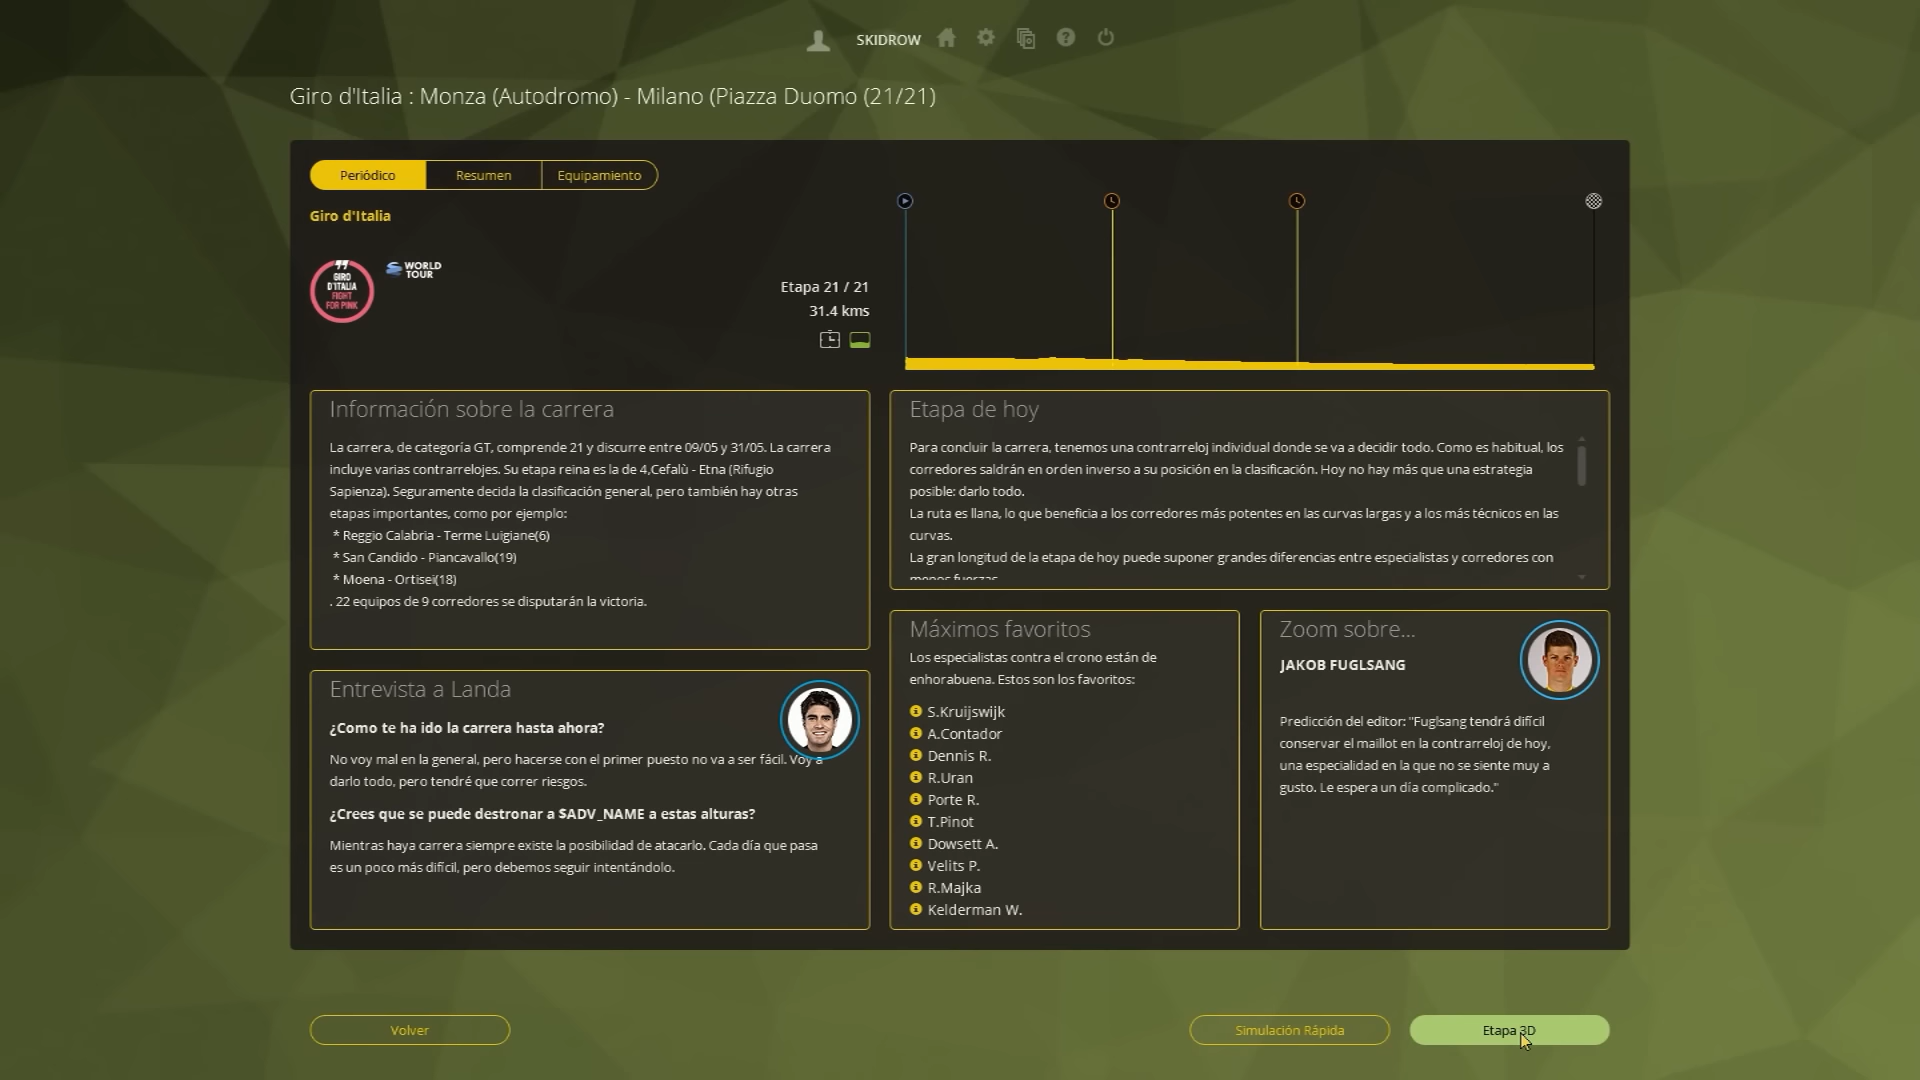 SKIDROW
Giro d'Italia : Monza (Autodromo) - Milano (Piazza Duomo (21/21)
Periódico
Resumen
Equipamiento
Giro d'Italia
GIRO
D'ITALIA
FIGHT
FOR PINK
WORLD
TOUR
Etapa 21 / 21
31.4 kms
Información sobre la carrera
La carrera, de categoría GT, comprende 21 y discurre entre 09/05 y 31/05. La carrera
incluye varias contrarrelojes. Su etapa reina es la de 4,Cefalù - Etna (Rifugio
Sapienza). Seguramente decida la clasificación general, pero también hay otras
etapas importantes, como por ejemplo:
* Reggio Calabria - Terme Luigiane(6)
* San Candido - Piancavallo(19)
* Moena - Ortisei(18)
. 22 equipos de 9 corredores se disputarán la victoria.
Etapa de hoy
Para concluir la carrera, tenemos una contrarreloj individual donde se va a decidir todo. Como es habitual, los
corredores saldrán en orden inverso a su posición en la clasificación. Hoy no hay más que una estrategia
posible: darlo todo.
La ruta es llana, lo que beneficia a los corredores más potentes en las curvas largas y a los más técnicos en las
curvas.
La gran longitud de la etapa de hoy puede suponer grandes diferencias entre especialistas y corredores con
menos fuerzas.
Entrevista a Landa
¿Como te ha ido la carrera hasta ahora?
No voy mal en la general, pero hacerse con el primer puesto no va a ser fácil. Voy a
darlo todo, pero tendré que correr riesgos.
¿Crees que se puede destronar a $ADV_NAME a estas alturas?
Mientras haya carrera siempre existe la posibilidad de atacarlo. Cada día que pasa
es un poco más difícil, pero debemos seguir intentándolo.
Máximos favoritos
Los especialistas contra el crono están de
enhorabuena. Estos son los favoritos:
S.Kruijswijk
A.Contador
Dennis R.
R.Uran
Porte R.
T.Pinot
Dowsett A.
Velits P.
R.Majka
Kelderman W.
Zoom sobre...
JAKOB FUGLSANG
Predicción del editor: "Fuglsang tendrá difícil
conservar el maillot en la contrarreloj de hoy,
una especialidad en la que no se siente muy a
gusto. Le espera un día complicado."
Volver
Simulación Rápida
Etapa 3D